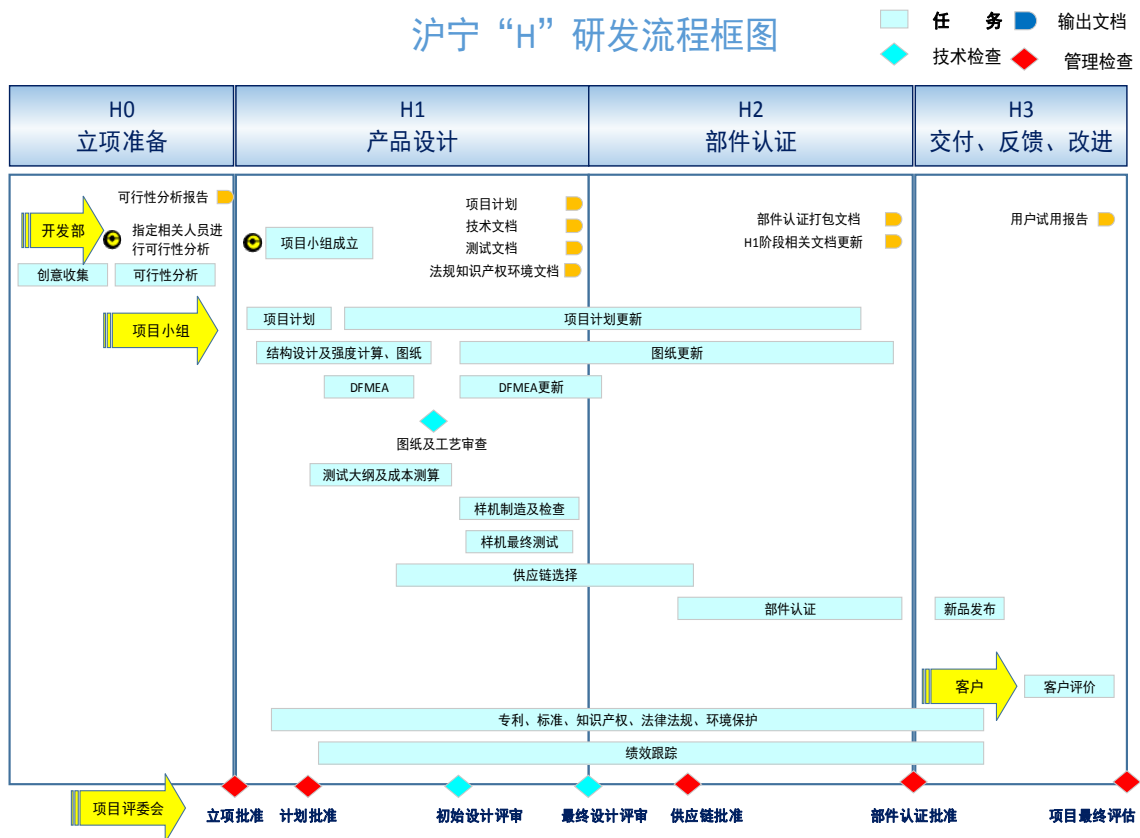 沪宁“H”研发流程框图
任 务
输出文档
技术检查
管理检查
H0
立项准备
H1
产品设计
H2
部件认证
H3
交付、反馈、改进
可行性分析报告
开发部
指定相关人员进
行可行性分析
创意收集
可行性分析
项目小组成立
项目计划
技术文档
测试文档
法规知识产权环境文档
部件认证打包文档
H1阶段相关文档更新
用户试用报告
项目小组
项目计划
项目计划更新
结构设计及强度计算、图纸
图纸更新
DFMEA
DFMEA更新
图纸及工艺审查
测试大纲及成本测算
样机制造及检查
样机最终测试
供应链选择
部件认证
新品发布
客户
客户评价
专利、标准、知识产权、法律法规、环境保护
绩效跟踪
项目评委会
立项批准
计划批准
初始设计评审
最终设计评审
供应链批准
部件认证批准
项目最终评估